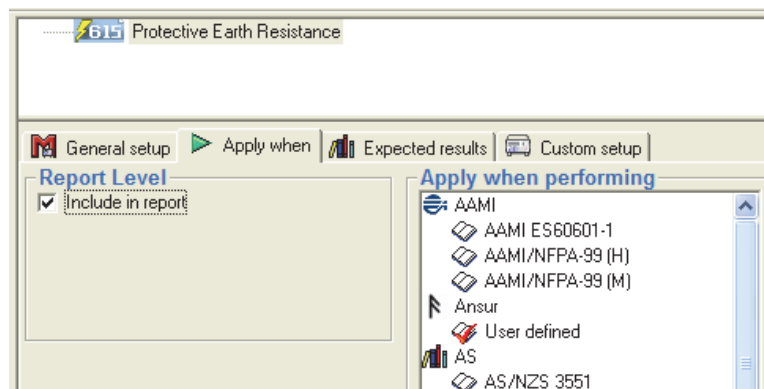 615 Protective Earth Resistance
General setup Apply when Expected results Custom setup
Report Level
Include in report
Apply when performing
AAMI
AAMI ES60601-1
AAMI/NFPA-99 (H)
AAMI/NFPA-99 (M)
Ansur
User defined
AS
AS/NZS 3551